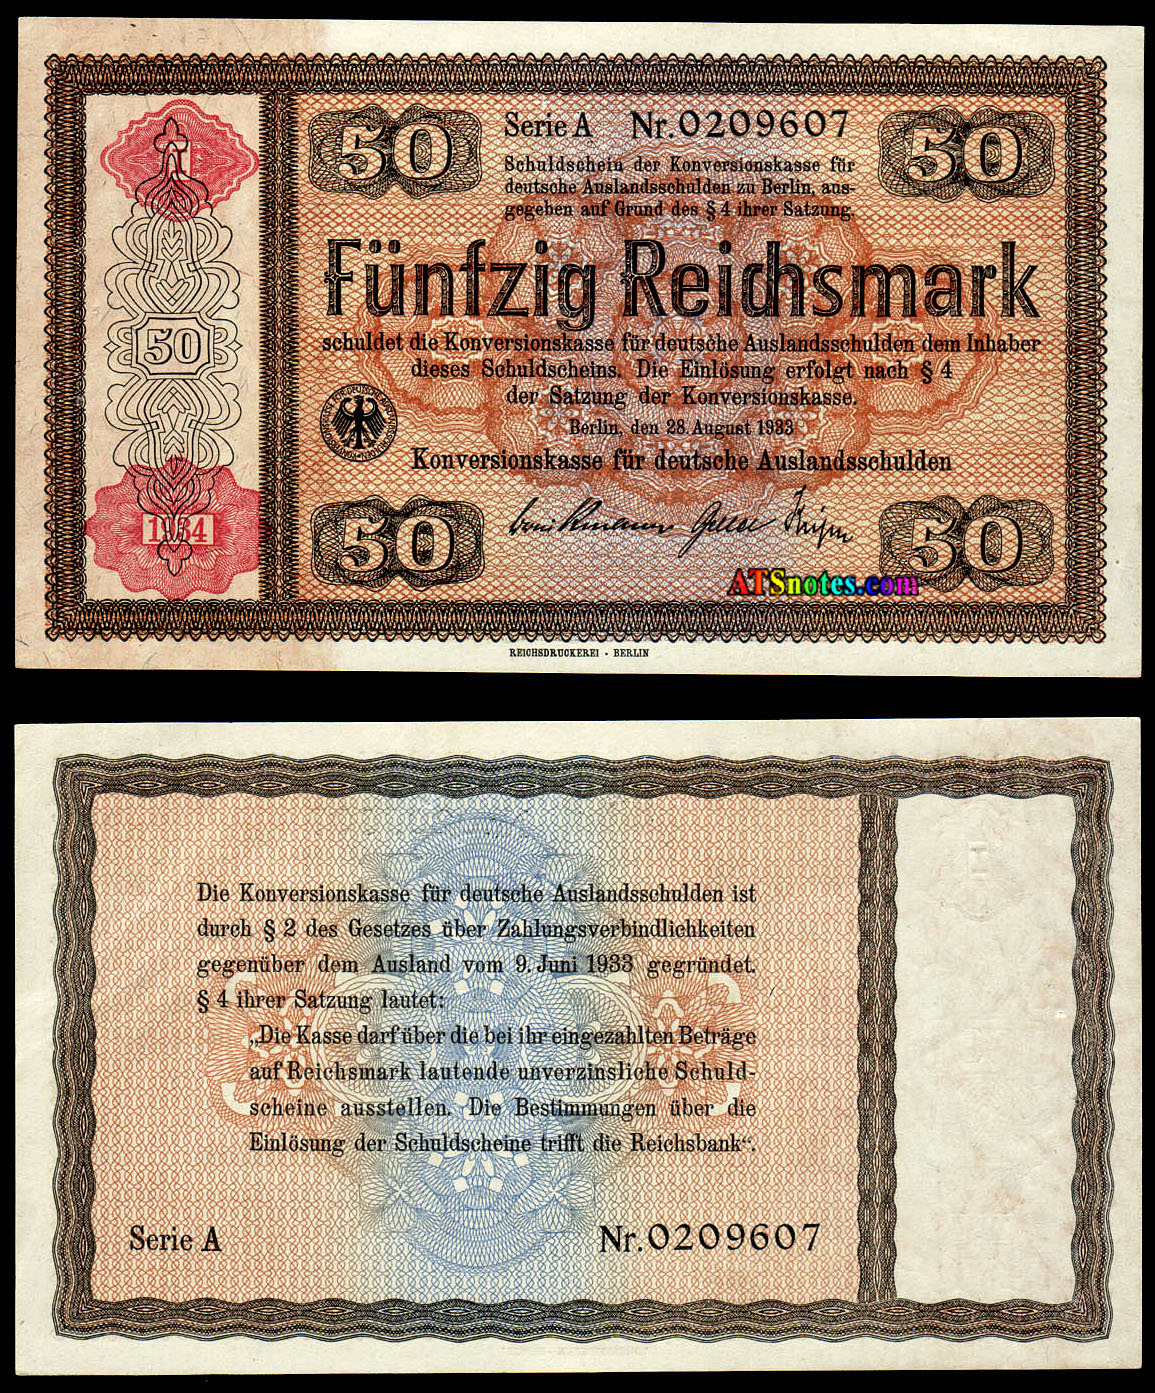 50
50
Serie A Nr.0209607
Schuldschein der Konversionskasse für
deutsche Auslandsschulden zu Berlin, aus-
gegeben auf Grund des § 4 ihrer Satzung.
Fünfzig Reichsmark
schuldet die Konversionskasse für deutsche Auslandsschulden dem Inhaber
dieses Schuldscheins. Die Einlösung erfolgt nach § 4
der Satzung der Konversionskasse.
Berlin, den 28. August 1933
Konversionskasse für deutsche Auslandsschulden
50
1934
50
50
ATSnotes.com
REICHSDRUCKEREI · BERLIN
Die Konversionskasse für deutsche Auslandsschulden ist
durch § 2 des Gesetzes über Zahlungsverbindlichkeiten
gegenüber dem Ausland vom 9. Juni 1933 gegründet.
§ 4 ihrer Satzung lautet:
„Die Kasse darf über die bei ihr eingezahlten Beträge
auf Reichsmark lautende unverzinsliche Schuld-
scheine ausstellen. Die Bestimmungen über die
Einlösung der Schuldscheine trifft die Reichsbank“.
Serie A
Nr.0209607